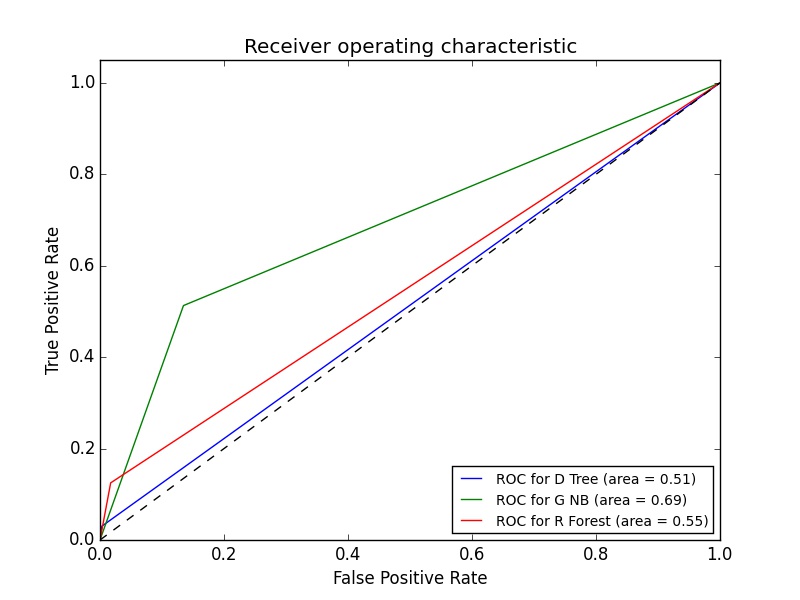 Receiver operating characteristic
True Positive Rate
1.0
0.8
0.6
0.4
0.2
0.0
0.0 0.2 0.4 0.6 0.8 1.0
False Positive Rate
ROC for D Tree (area = 0.51)
ROC for G NB (area = 0.69)
ROC for R Forest (area = 0.55)